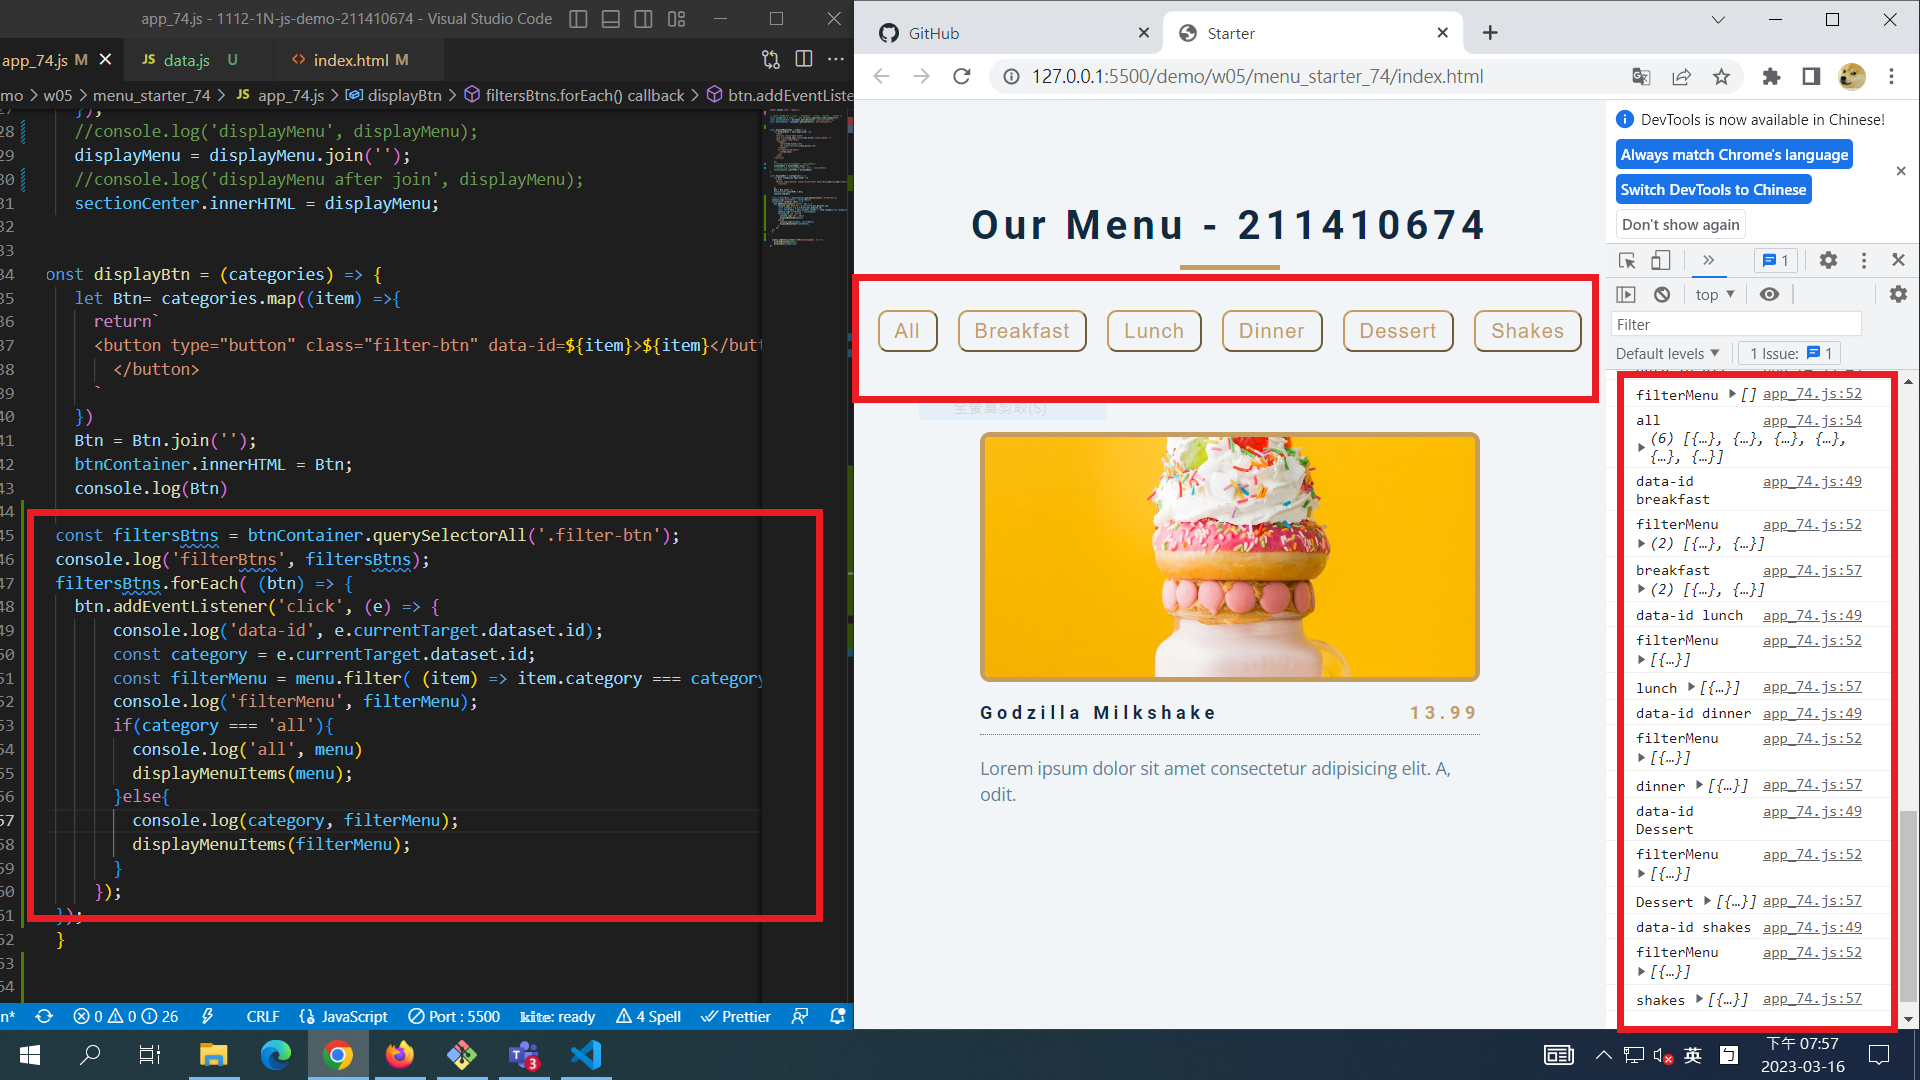 app_74.js - 1112-1N-js-demo-211410674 - Visual Studio Code
app_74.js M
JS data.js U
<> index.html M
mo > w05 > menu_starter_74 > JS app_74.js > displayBtn > filtersBtns.forEach() callback > btn.addEventListe
28 //console.log('displayMenu', displayMenu);
29 displayMenu = displayMenu.join('');
30 //console.log('displayMenu after join', displayMenu);
31 sectionCenter.innerHTML = displayMenu;
32
33
34 onst displayBtn = (categories) => {
35 let Btn= categories.map((item) =>{
36 return`
37 <button type="button" class="filter-btn" data-id=${item}>${item}</butt
38 </button>
39 `
40 })
41 Btn = Btn.join('');
42 btnContainer.innerHTML = Btn;
43 console.log(Btn)
44
45 const filtersBtns = btnContainer.querySelectorAll('.filter-btn');
46 console.log('filterBtns', filtersBtns);
47 filtersBtns.forEach( (btn) => {
48 btn.addEventListener('click', (e) => {
49 console.log('data-id', e.currentTarget.dataset.id);
50 const category = e.currentTarget.dataset.id;
51 const filterMenu = menu.filter( (item) => item.category === category
52 console.log('filterMenu', filterMenu);
53 if(category === 'all'){
54 console.log('all', menu)
55 displayMenuItems(menu);
56 }else{
57 console.log(category, filterMenu);
58 displayMenuItems(filterMenu);
59 }
60 });
61 });
62 }
63
64
n* 0 0 26 CRLF {} JavaScript Port : 5500 kite: ready 4 Spell Prettier
GitHub
Starter
127.0.0.1:5500/demo/w05/menu_starter_74/index.html
Our Menu - 211410674
All Breakfast Lunch Dinner Dessert Shakes
全螢幕剪取(S)
Godzilla Milkshake 13.99
Lorem ipsum dolor sit amet consectetur adipisicing elit. A,
odit.
DevTools is now available in Chinese!
Always match Chrome's language
Switch DevTools to Chinese
Don't show again
1
top
Filter
Default levels 1 Issue: 1
filterMenu [] app_74.js:52
all app_74.js:54
(6) [{…}, {…}, {…}, {…},
{…}, {…}]
data-id app_74.js:49
breakfast
filterMenu app_74.js:52
(2) [{…}, {…}]
breakfast app_74.js:57
(2) [{…}, {…}]
data-id lunch app_74.js:49
filterMenu app_74.js:52
[{…}]
lunch [{…}] app_74.js:57
data-id dinner app_74.js:49
filterMenu app_74.js:52
[{…}]
dinner [{…}] app_74.js:57
data-id app_74.js:49
Dessert
filterMenu app_74.js:52
[{…}]
Dessert [{…}] app_74.js:57
data-id shakes app_74.js:49
filterMenu app_74.js:52
[{…}]
shakes [{…}] app_74.js:57
3
英 ㄅ
下午 07:57
2023-03-16